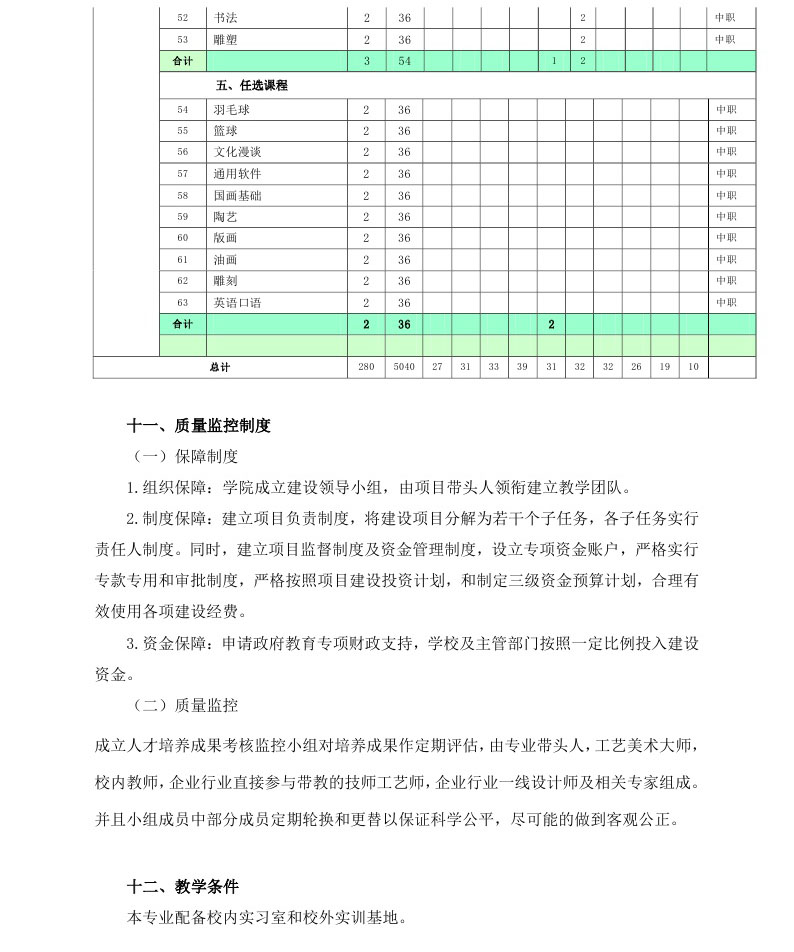 52 书法 2 36 2 中职
53 雕塑 2 36 2 中职
合计 3 54 1 2
五、任选课程
54 羽毛球 2 36 中职
55 篮球 2 36 中职
56 文化漫谈 2 36 中职
57 通用软件 2 36 中职
58 国画基础 2 36 中职
59 陶艺 2 36 中职
60 版画 2 36 中职
61 油画 2 36 中职
62 雕刻 2 36 中职
63 英语口语 2 36 中职
合计 2 36 2
总计 280 5040 27 31 33 39 31 32 32 26 19 10
十一、质量监控制度
（一）保障制度
1.组织保障：学院成立建设领导小组，由项目带头人领衔建立教学团队。
2.制度保障：建立项目负责制度，将建设项目分解为若干个子任务，各子任务实行
责任人制度。同时，建立项目监督制度及资金管理制度，设立专项资金账户，严格实行
专款专用和审批制度，严格按照项目建设投资计划，和制定三级资金预算计划，合理有
效使用各项建设经费。
3.资金保障：申请政府教育专项财政支持，学校及主管部门按照一定比例投入建设
资金。
（二）质量监控
成立人才培养成果考核监控小组对培养成果作定期评估,由专业带头人,工艺美术大师,
校内教师,企业行业直接参与带教的技师工艺师,企业行业一线设计师及相关专家组成。
并且小组成员中部分成员定期轮换和更替以保证科学公平，尽可能的做到客观公正。
十二、教学条件
本专业配备校内实习室和校外实训基地。